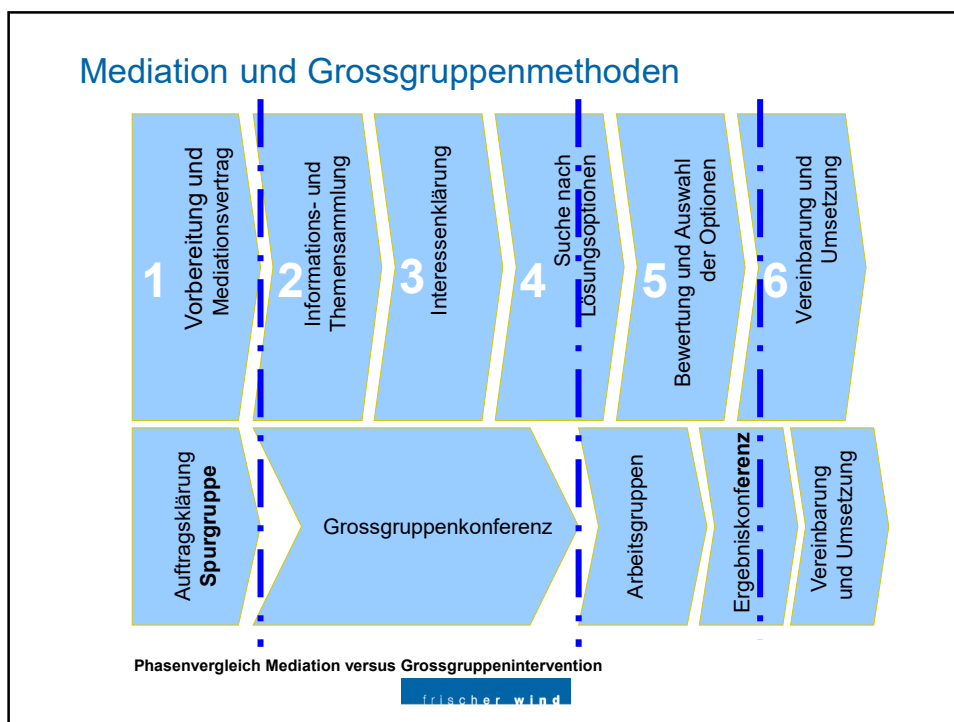 Mediation und Grossgruppenmethoden
1
Vorbereitung und
Mediationsvertrag
2
Informations- und
Themensammlung
3
Interessenklärung
4
Suche nach
Lösungsoptionen
5
Bewertung und Auswahl
der Optionen
6
Vereinbarung und
Umsetzung
Auftragsklärung
Spurgruppe
Grossgruppenkonferenz
Arbeitsgruppen
Ergebniskonferenz
Vereinbarung
und Umsetzung
Phasenvergleich Mediation versus Grossgruppenintervention
frischer wind